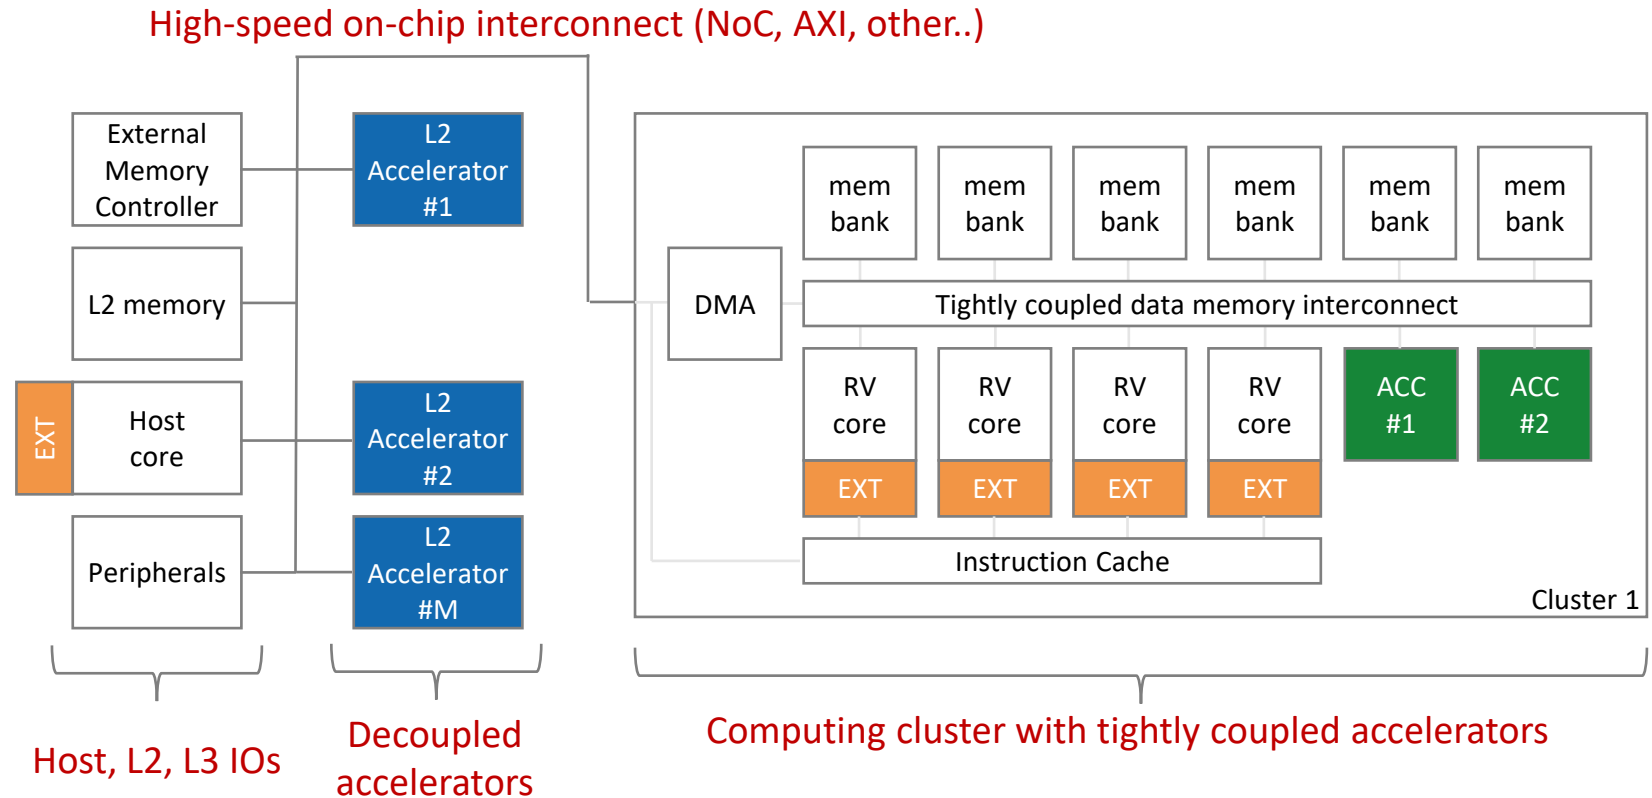 High-speed on-chip interconnect (NoC, AXI, other..)
External
Memory
Controller
L2 memory
EXT
Host
core
Peripherals
L2
Accelerator
#1
L2
Accelerator
#2
L2
Accelerator
#M
DMA
mem
bank
mem
bank
mem
bank
mem
bank
mem
bank
mem
bank
Tightly coupled data memory interconnect
RV
core
EXT
RV
core
EXT
RV
core
EXT
RV
core
EXT
ACC
#1
ACC
#2
Instruction Cache
Cluster 1
Host, L2, L3 IOs
Decoupled
accelerators
Computing cluster with tightly coupled accelerators